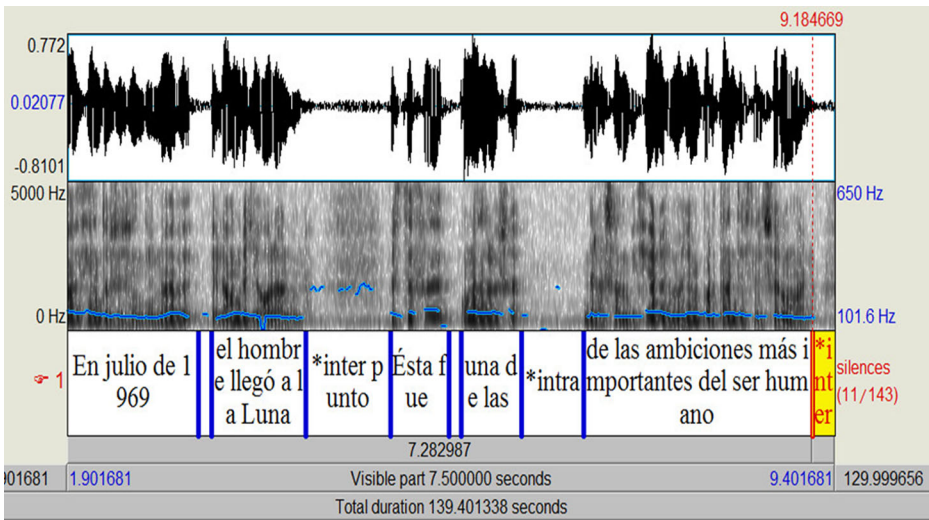 9.184669
0.772
0.02077
-0.8101
5000 Hz
650 Hz
0 Hz
101.6 Hz
1
En julio de 1
969
el hombr
e llegó a l
a Luna
*inter p
unto
Ésta f
ue
una d
e las
*intra
de las ambiciones más i
mportantes del ser hum
ano
*i
nt
er
silences
(11/143)
7.282987
901681 1.901681 Visible part 7.500000 seconds 9.401681 129.999656
Total duration 139.401338 seconds